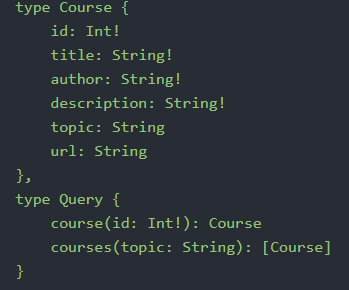 type Course {
    id: Int!
    title: String!
    author: String!
    description: String!
    topic: String
    url: String
},
type Query {
    course(id: Int!): Course
    courses(topic: String): [Course]
}